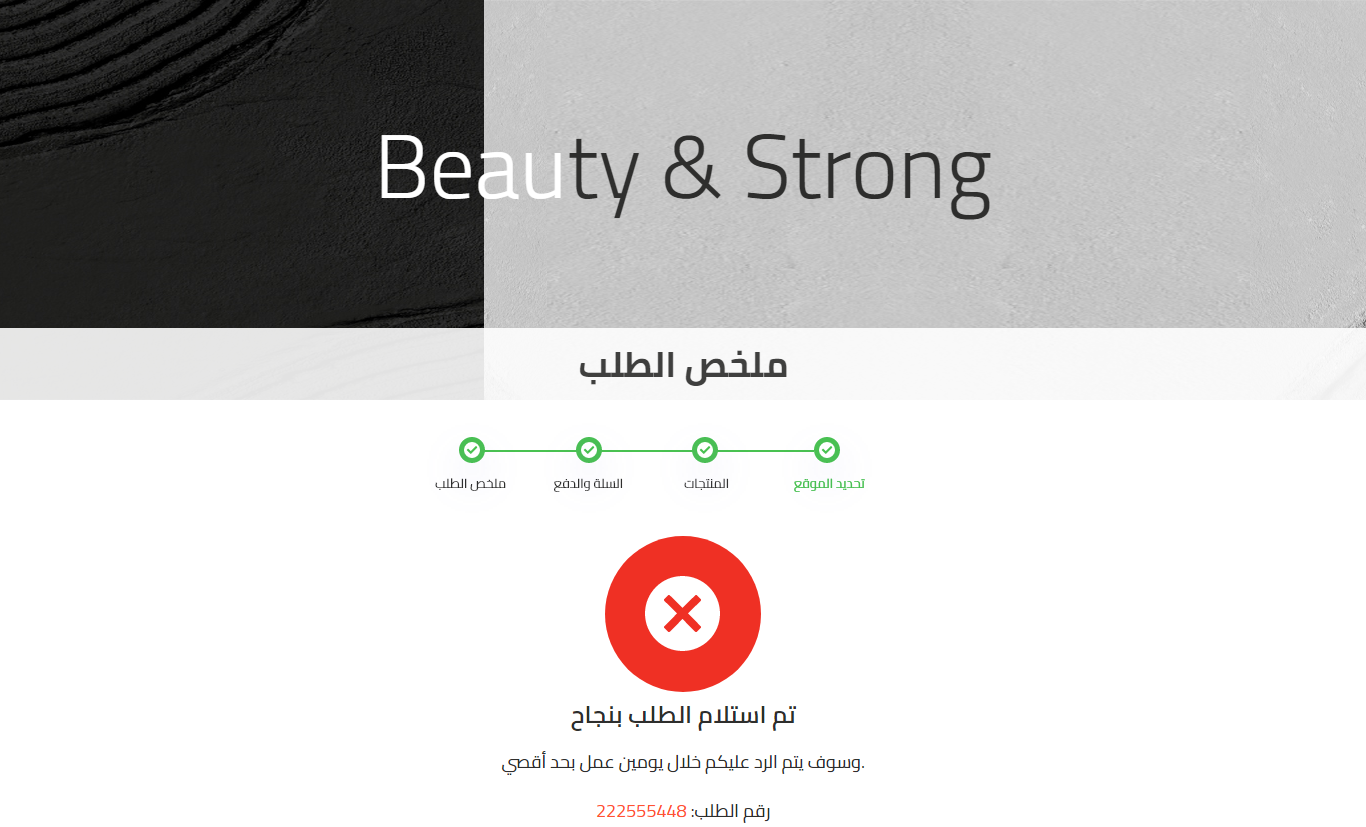 Beauty & Strong
ملخص الطلب
تحديد الموقع
المنتجات
السلة والدفع
ملخص الطلب
تم استلام الطلب بنجاح
وسوف يتم الرد عليكم خلال يومين عمل بحد أقصي.
رقم الطلب: 222555448